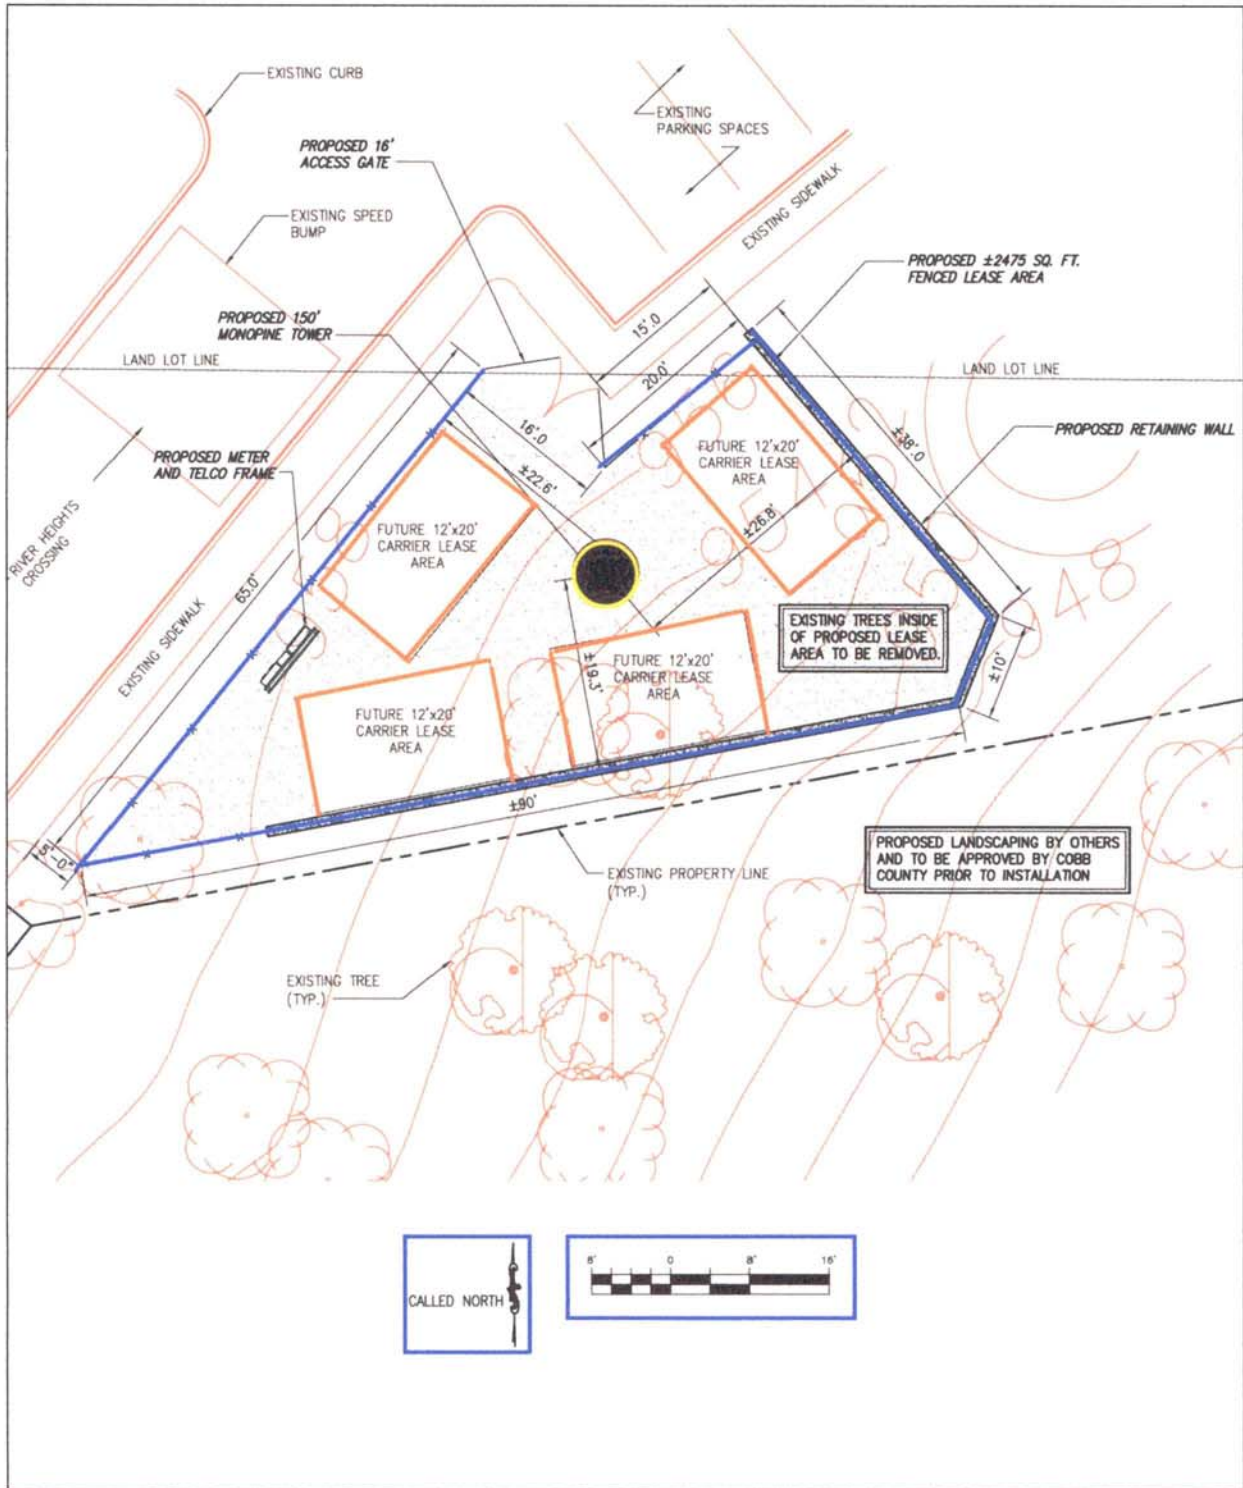 EXISTING CURB
EXISTING
PARKING SPACES
PROPOSED 16'
ACCESS GATE
EXISTING SIDEWALK
EXISTING SPEED
BUMP
PROPOSED ±2475 SQ. FT.
FENCED LEASE AREA
PROPOSED 150'
MONOPINE TOWER
15'.0
LAND LOT LINE
20.0'
LAND LOT LINE
16'.0
±38'.0
PROPOSED RETAINING WALL
PROPOSED METER
AND TELCO FRAME
±22.6'
FUTURE 12'x20'
CARRIER LEASE
AREA
±26.8'
FUTURE 12'x20'
CARRIER LEASE
AREA
RIVER HEIGHTS
CROSSING
65.0'
948
EXISTING SIDEWALK
EXISTING TREES INSIDE
OF PROPOSED LEASE
AREA TO BE REMOVED.
±10'
±19.3'
FUTURE 12'x20'
CARRIER LEASE
AREA
FUTURE 12'x20'
CARRIER LEASE
AREA
±90'
5'-0"
PROPOSED LANDSCAPING BY OTHERS
AND TO BE APPROVED BY COBB
COUNTY PRIOR TO INSTALLATION
EXISTING PROPERTY LINE
(TYP.)
EXISTING TREE
(TYP.)
CALLED NORTH
8' 0 8' 16'